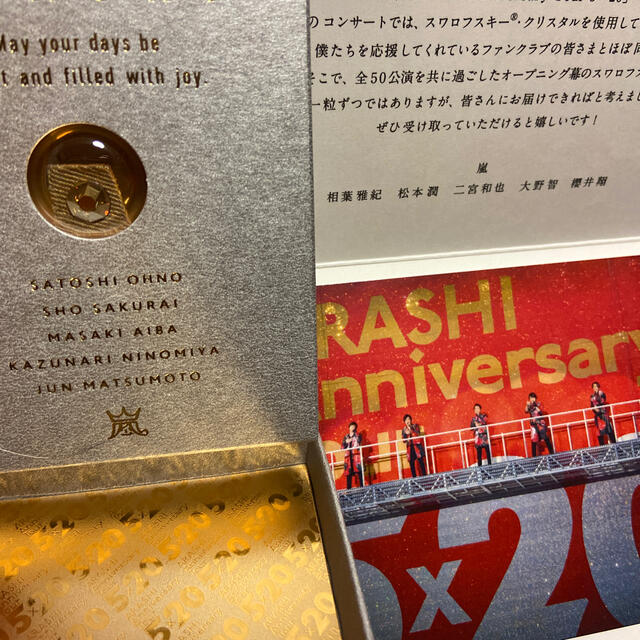 May your days be
and filled with joy.
SATOSHI OHNO
SHO SAKURAI
MASAKI AIBA
KAZUNARI NINOMIYA
JUN MATSUMOTO
嵐
520
のコンサートでは、スワロフスキー®・クリスタルを使用して
僕たちを応援してくれているファンクラブの皆さまとほぼ同
こで、全50公演を共に過ごしたオープニング幕のスワロフス
一粒ずつではありますが、皆さんにお届けできればと考えまし
ぜひ受け取っていただけると嬉しいです!
嵐
相葉雅紀 松本潤 二宮和也 大野智 櫻井翔
RASHI
nniversary
5x20